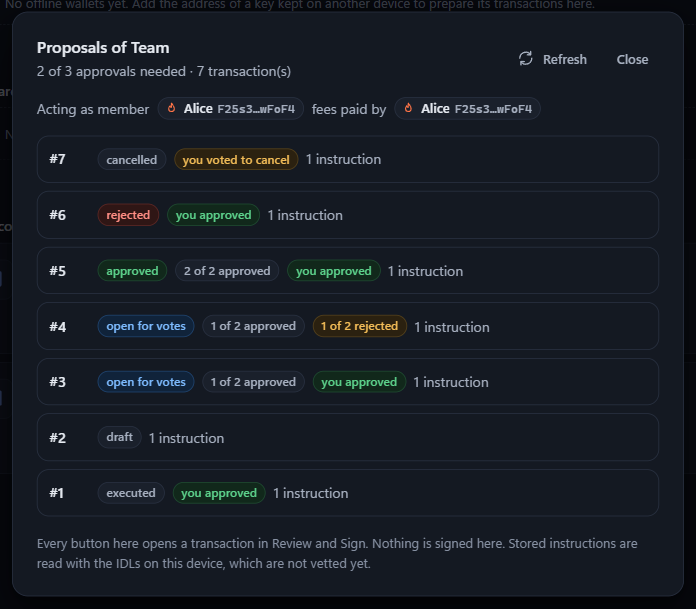 No offline wallets yet. Add the address of a key kept on another device to prepare its transactions here.
Proposals of Team
2 of 3 approvals needed · 7 transaction(s)
Refresh
Close
Acting as member Alice F25s3…wFoF4 fees paid by Alice F25s3…wFoF4
#7 cancelled you voted to cancel 1 instruction
#6 rejected you approved 1 instruction
#5 approved 2 of 2 approved you approved 1 instruction
#4 open for votes 1 of 2 approved 1 of 2 rejected 1 instruction
#3 open for votes 1 of 2 approved you approved 1 instruction
#2 draft 1 instruction
#1 executed you approved 1 instruction
Every button here opens a transaction in Review and Sign. Nothing is signed here. Stored instructions are
read with the IDLs on this device, which are not vetted yet.